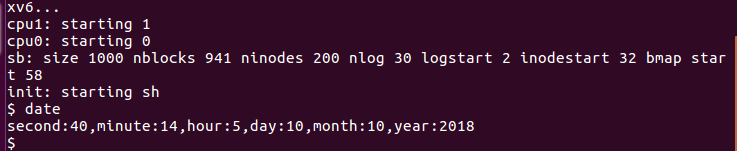 xv6...
cpu1: starting 1
cpu0: starting 0
sb: size 1000 nblocks 941 ninodes 200 nlog 30 logstart 2 inodestart 32 bmap star
t 58
init: starting sh
$ date
second:40,minute:14,hour:5,day:10,month:10,year:2018
$